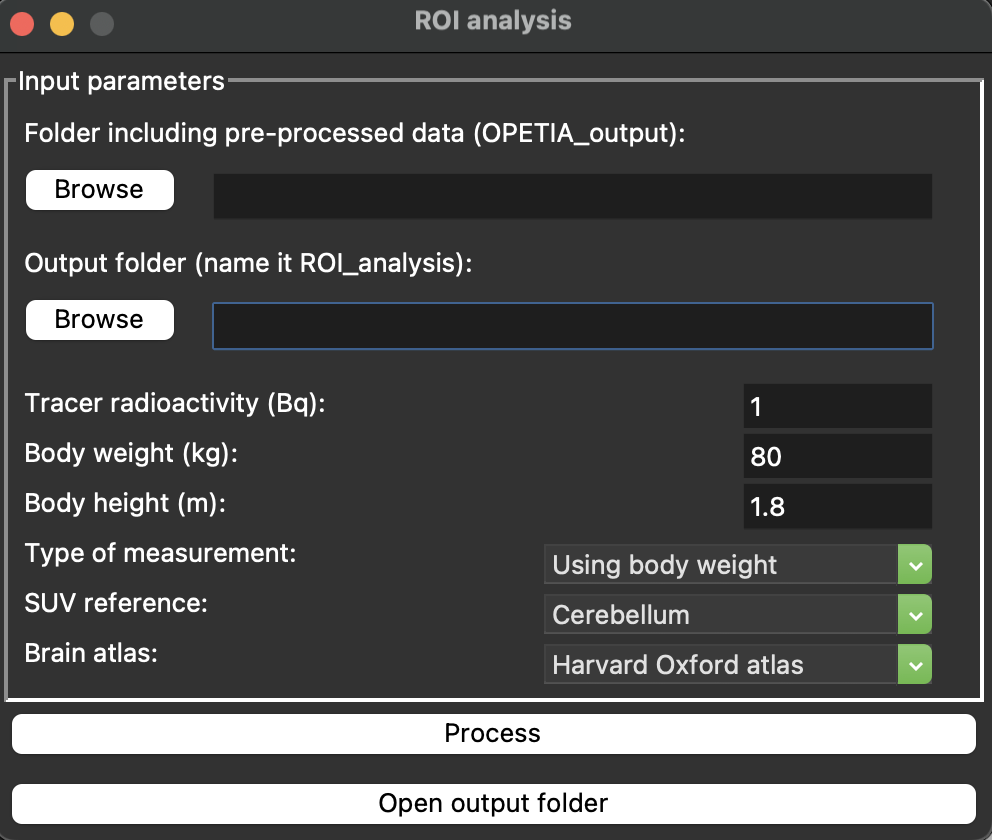 ROI analysis
Input parameters
Folder including pre-processed data (OPETIA_output):
Browse
Output folder (name it ROI_analysis):
Browse
Tracer radioactivity (Bq): 1
Body weight (kg): 80
Body height (m): 1.8
Type of measurement: Using body weight
SUV reference: Cerebellum
Brain atlas: Harvard Oxford atlas
Process
Open output folder